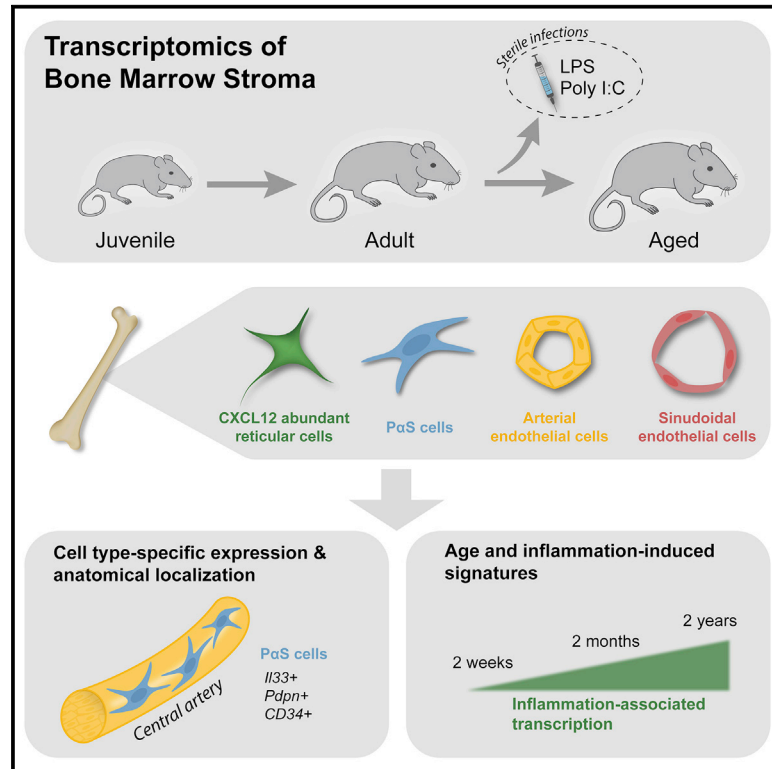 Transcriptomics of
Bone Marrow Stroma
Sterile infections
LPS
Poly I:C
Juvenile
Adult
Aged
CXCL12 abundant
reticular cells
PαS cells
Arterial
endothelial cells
Sinudoidal
endothelial cells
Cell type-specific expression &
anatomical localization
Central artery
PαS cells
Il33+
Pdpn+
CD34+
Age and inflammation-induced
signatures
2 weeks
2 months
2 years
Inflammation-associated
transcription